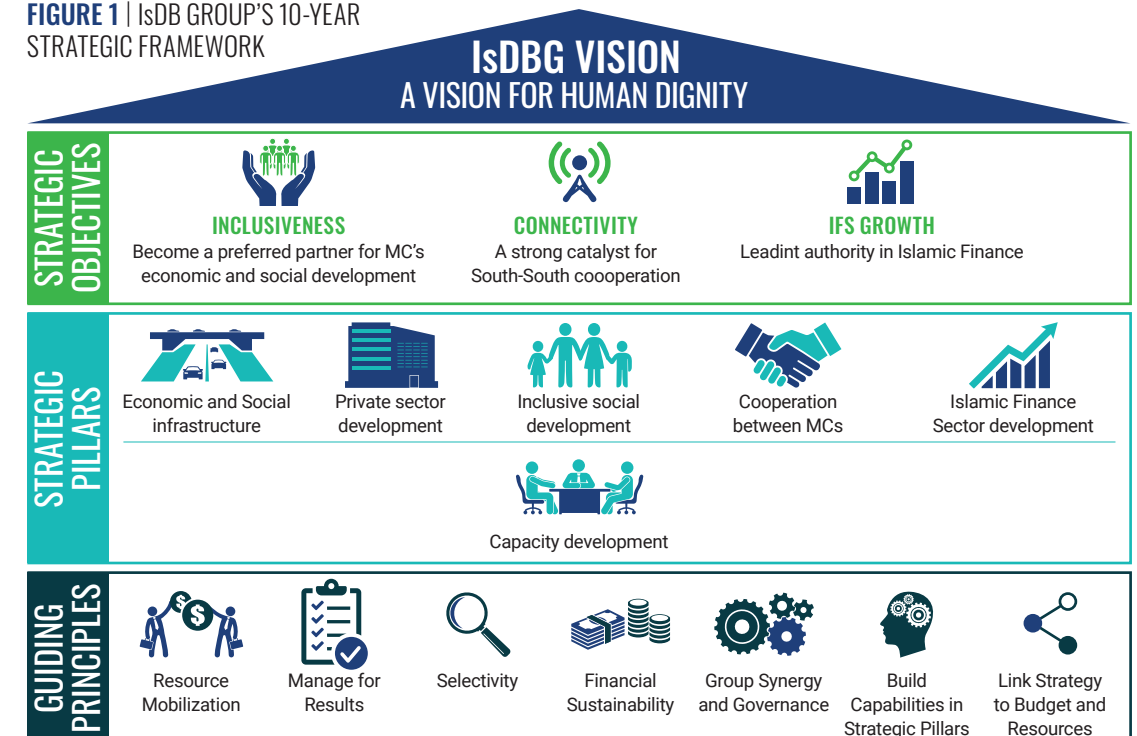 FIGURE 1 | IsDB GROUP'S 10-YEAR
STRATEGIC FRAMEWORK
IsDBG VISION
A VISION FOR HUMAN DIGNITY
STRATEGIC
OBJECTIVES
INCLUSIVENESS
Become a preferred partner for MC's
economic and social development
CONNECTIVITY
A strong catalyst for
South-South coooperation
IFS GROWTH
Leadint authority in Islamic Finance
STRATEGIC
PILLARS
Economic and Social
infrastructure
Private sector
development
Inclusive social
development
Cooperation
between MCs
Islamic Finance
Sector development
Capacity development
GUIDING
PRINCIPLES
$
$
Resource
Mobilization
Manage for
Results
Selectivity
Financial
Sustainability
Group Synergy
and Governance
Build
Capabilities in
Strategic Pillars
Link Strategy
to Budget and
Resources